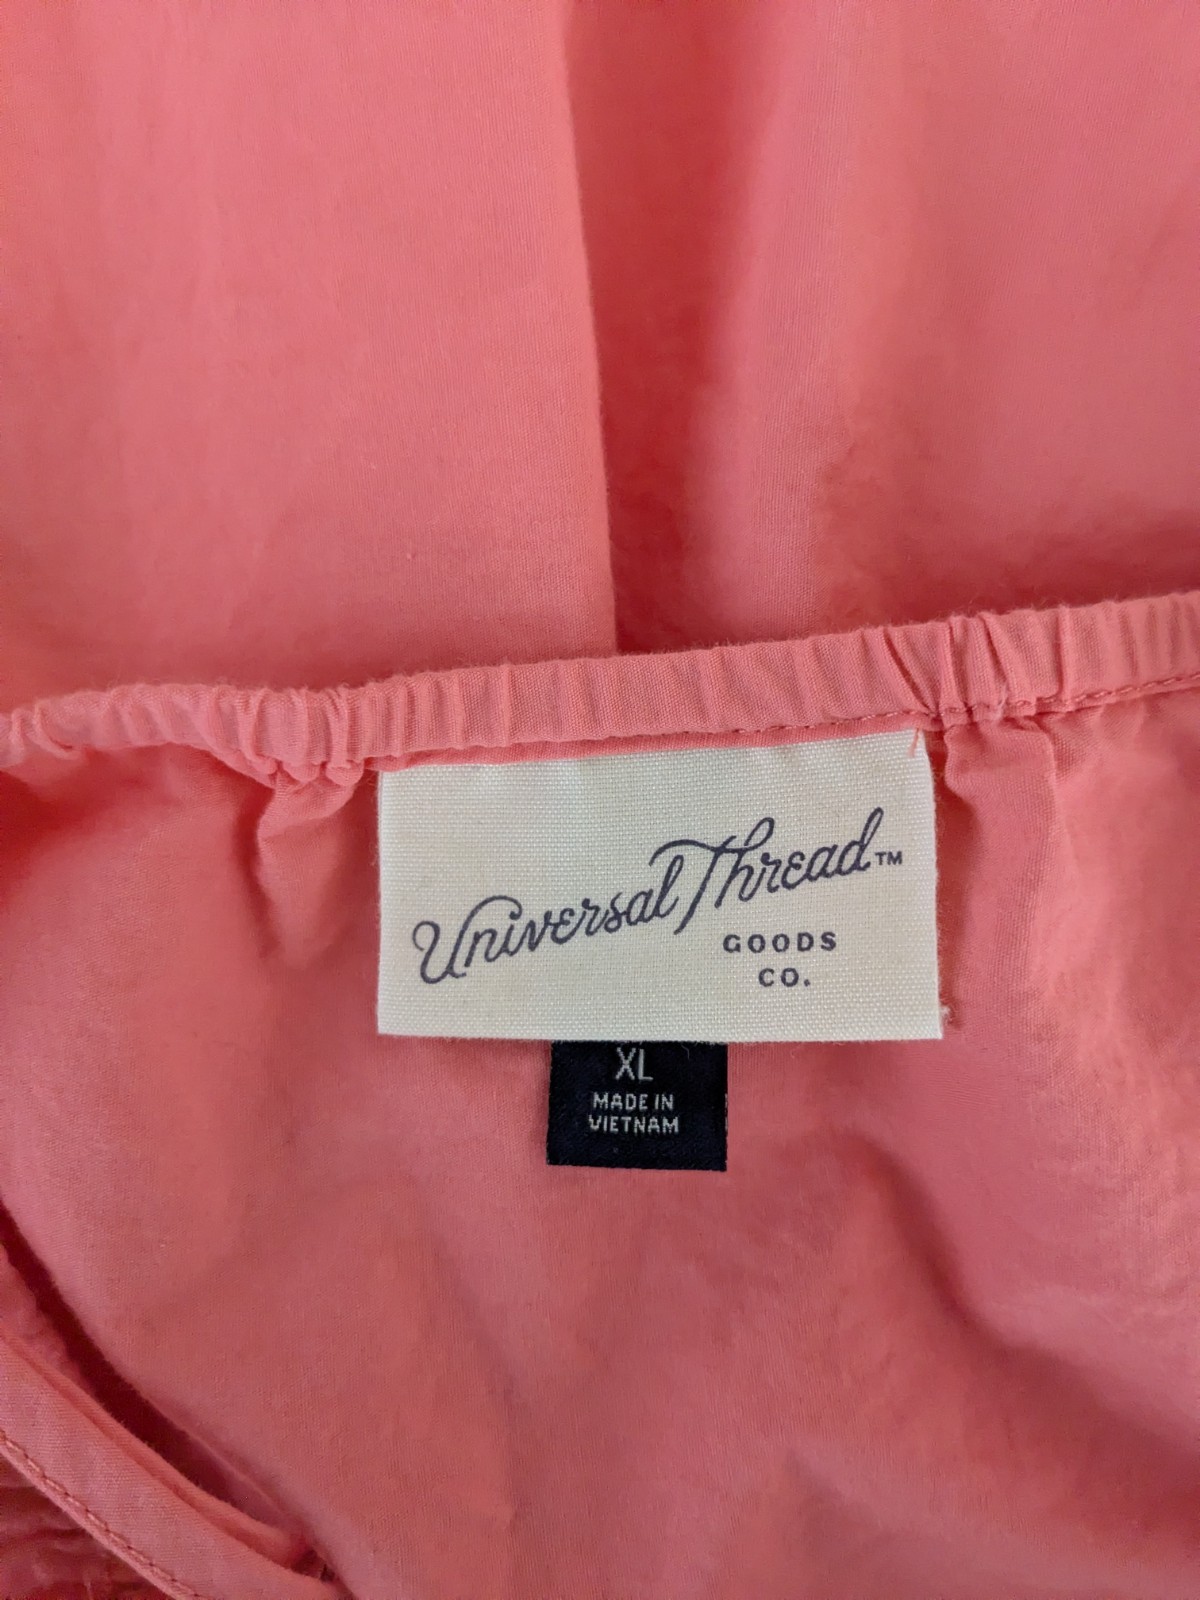 Universal Thread™
GOODS
CO.
XL
MADE IN
VIETNAM